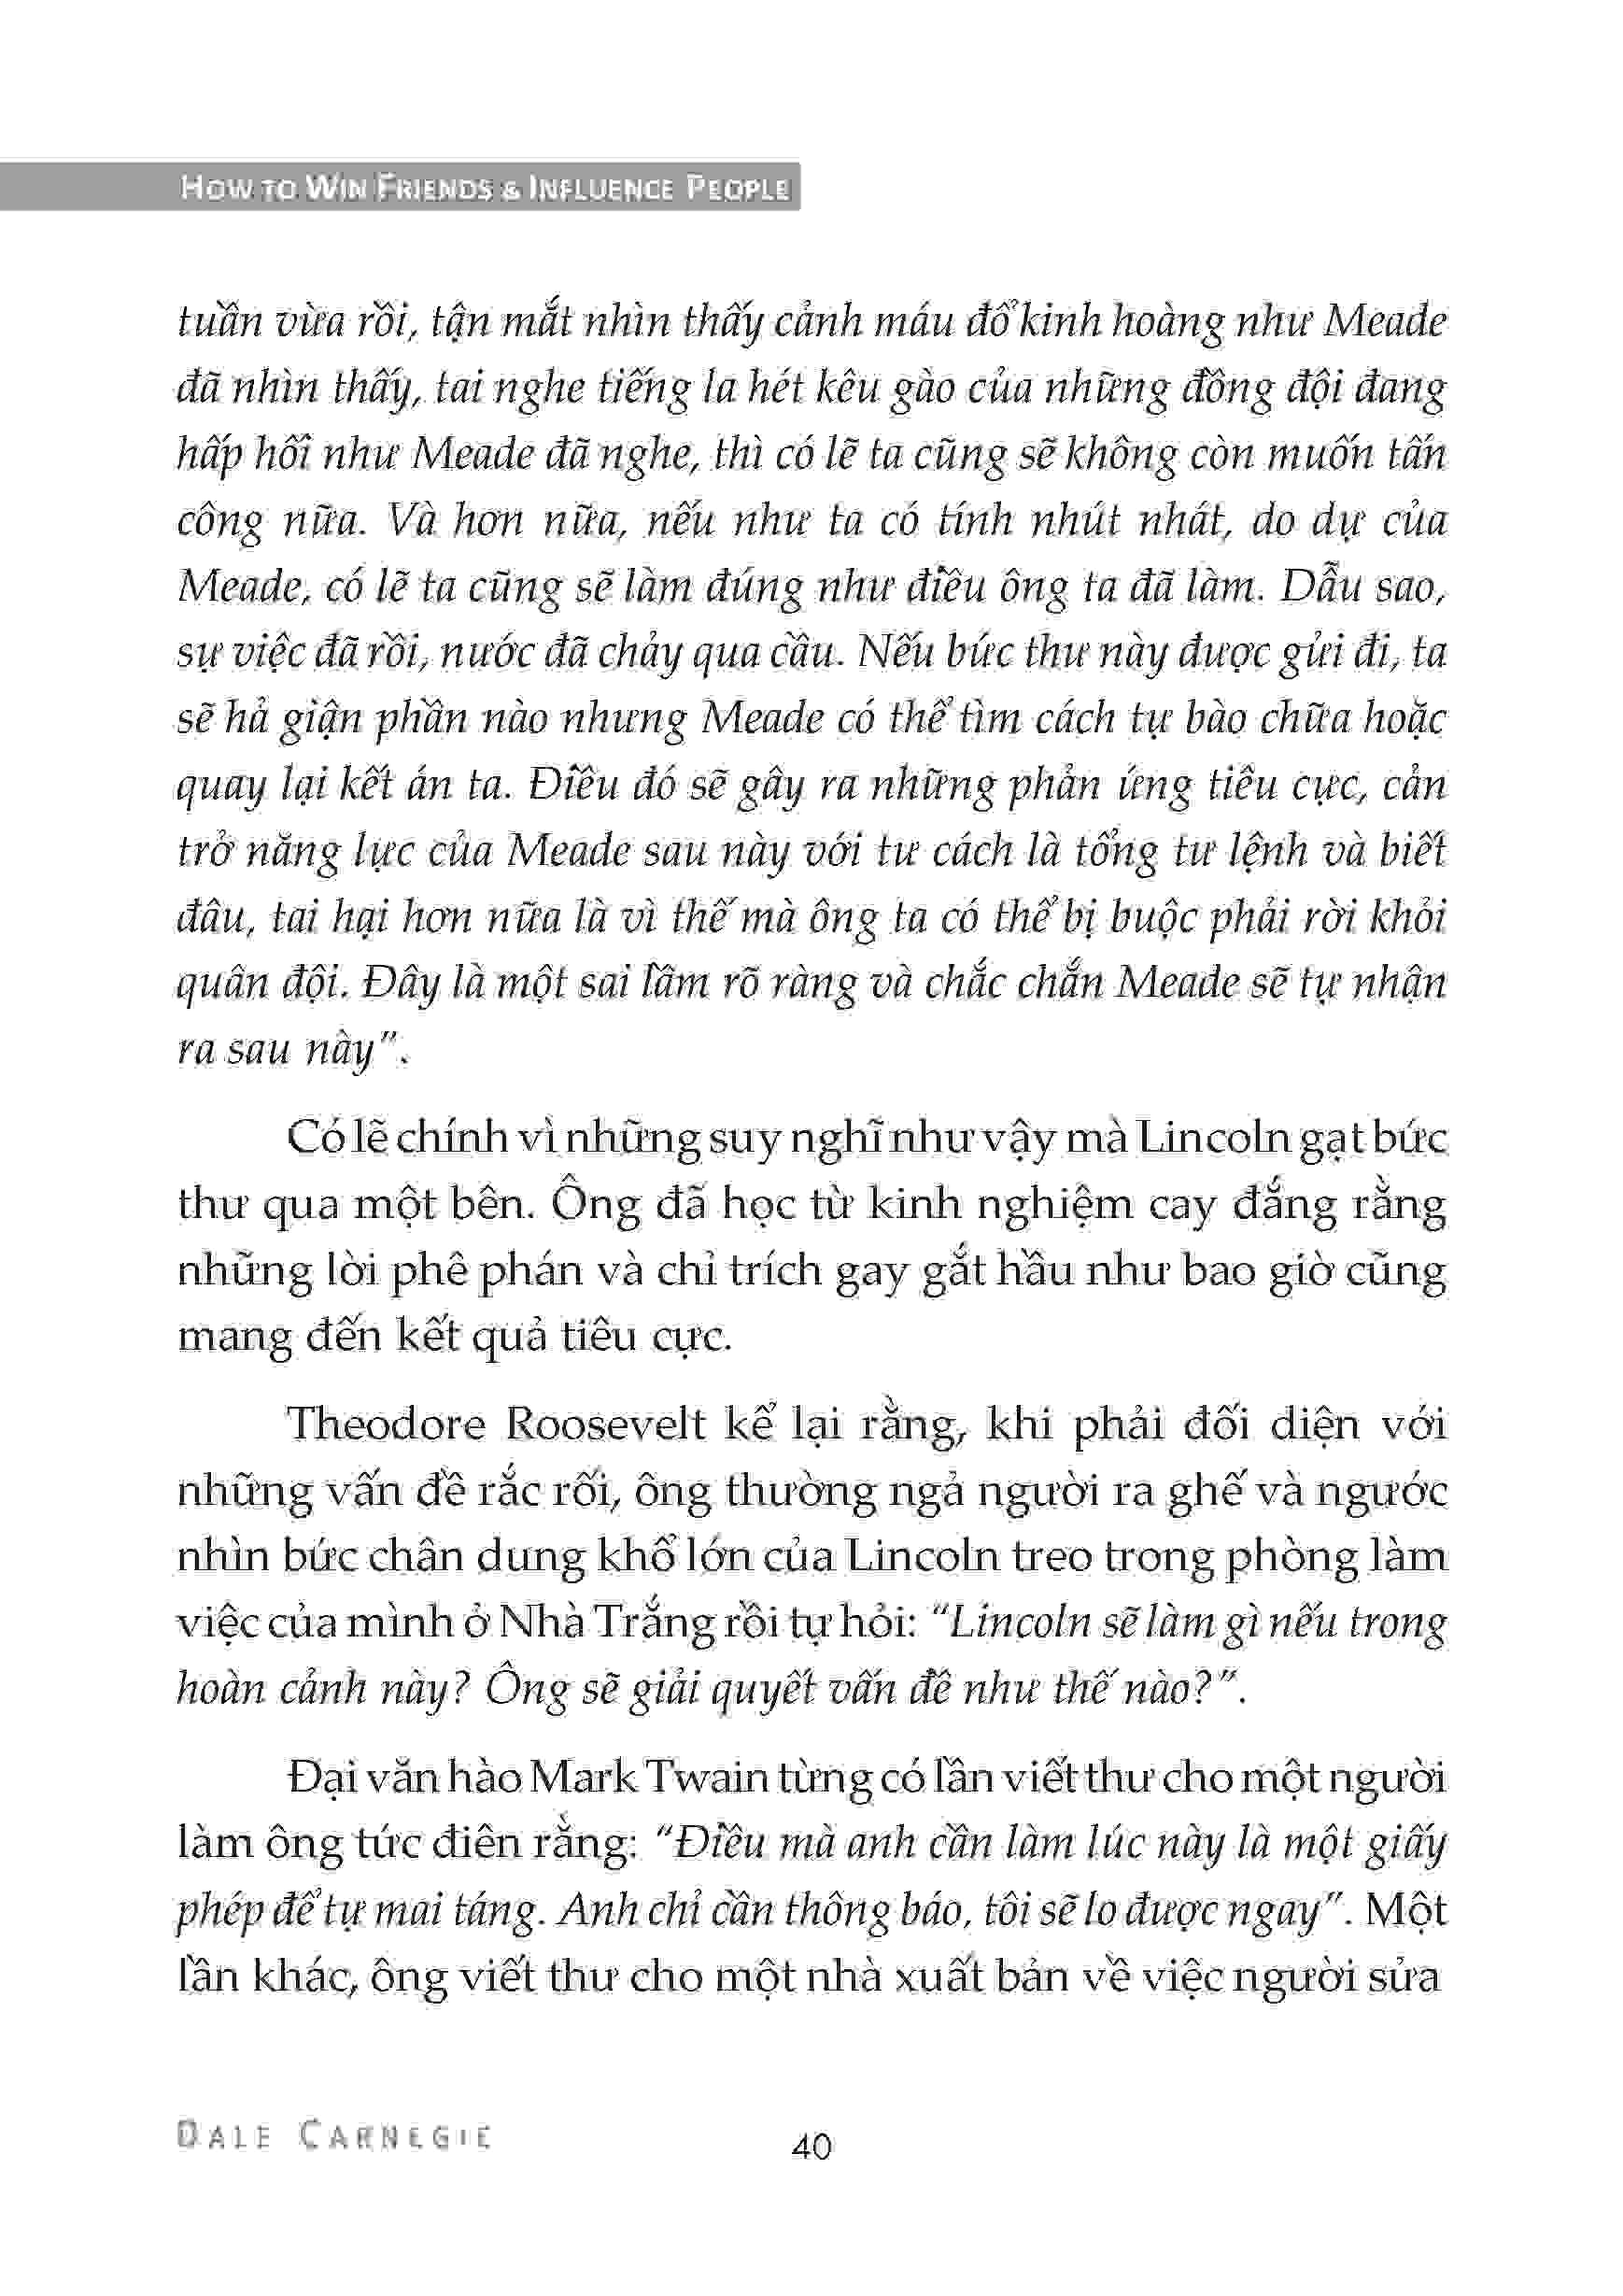 HOW TO WIN FRIENDS & INFLUENCE PEOPLE
tuần vừa rồi, tận mắt nhìn thấy cảnh máu đổ kinh hoàng như Meade
đã nhìn thấy, tai nghe tiếng la hét kêu gào của những đồng đội đang
hấp hối như Meade đã nghe, thì có lẽ ta cũng sẽ không còn muốn tấn
công nữa. Và hơn nữa, nếu như ta có tính nhút nhát, do dự của
Meade, có lẽ ta cũng sẽ làm đúng như điều ông ta đã làm. Dẫu sao,
sự việc đã rồi, nước đã chảy qua cầu. Nếu bức thư này được gửi đi, ta
sẽ hả giận phần nào nhưng Meade có thể tìm cách tự bào chữa hoặc
quay lại kết án ta. Điều đó sẽ gây ra những phản ứng tiêu cực, cản
trở năng lực của Meade sau này với tư cách là tổng tư lệnh và biết
đâu, tai hại hơn nữa là vì thế mà ông ta có thể bị buộc phải rời khỏi
quân đội. Đây là một sai lầm rõ ràng và chắc chắn Meade sẽ tự nhận
ra sau này”.
Có lẽ chính vì những suy nghĩ như vậy mà Lincoln gạt bức
thư qua một bên. Ông đã học từ kinh nghiệm cay đắng rằng
những lời phê phán và chỉ trích gay gắt hầu như bao giờ cũng
mang đến kết quả tiêu cực.
Theodore Roosevelt kể lại rằng, khi phải đối diện với
những vấn đề rắc rối, ông thường ngả người ra ghế và ngước
nhìn bức chân dung khổ lớn của Lincoln treo trong phòng làm
việc của mình ở Nhà Trắng rồi tự hỏi: “Lincoln sẽ làm gì nếu trong
hoàn cảnh này? Ông sẽ giải quyết vấn đề như thế nào?”.
Đại văn hào Mark Twain từng có lần viết thư cho một người
làm ông tức điên rằng: “Điều mà anh cần làm lúc này là một giấy
phép để tự mai táng. Anh chỉ cần thông báo, tôi sẽ lo được ngay”. Một
lần khác, ông viết thư cho một nhà xuất bản về việc người sửa
DALE CARNEGIE
40